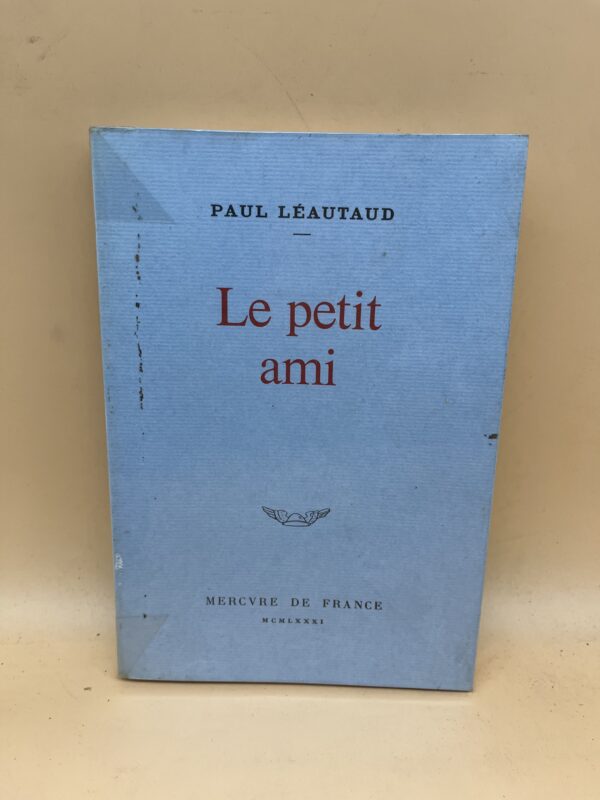 PAUL LÉAUTAUD
Le petit
ami
MERCVRE DE FRANCE
MCMLXXXI